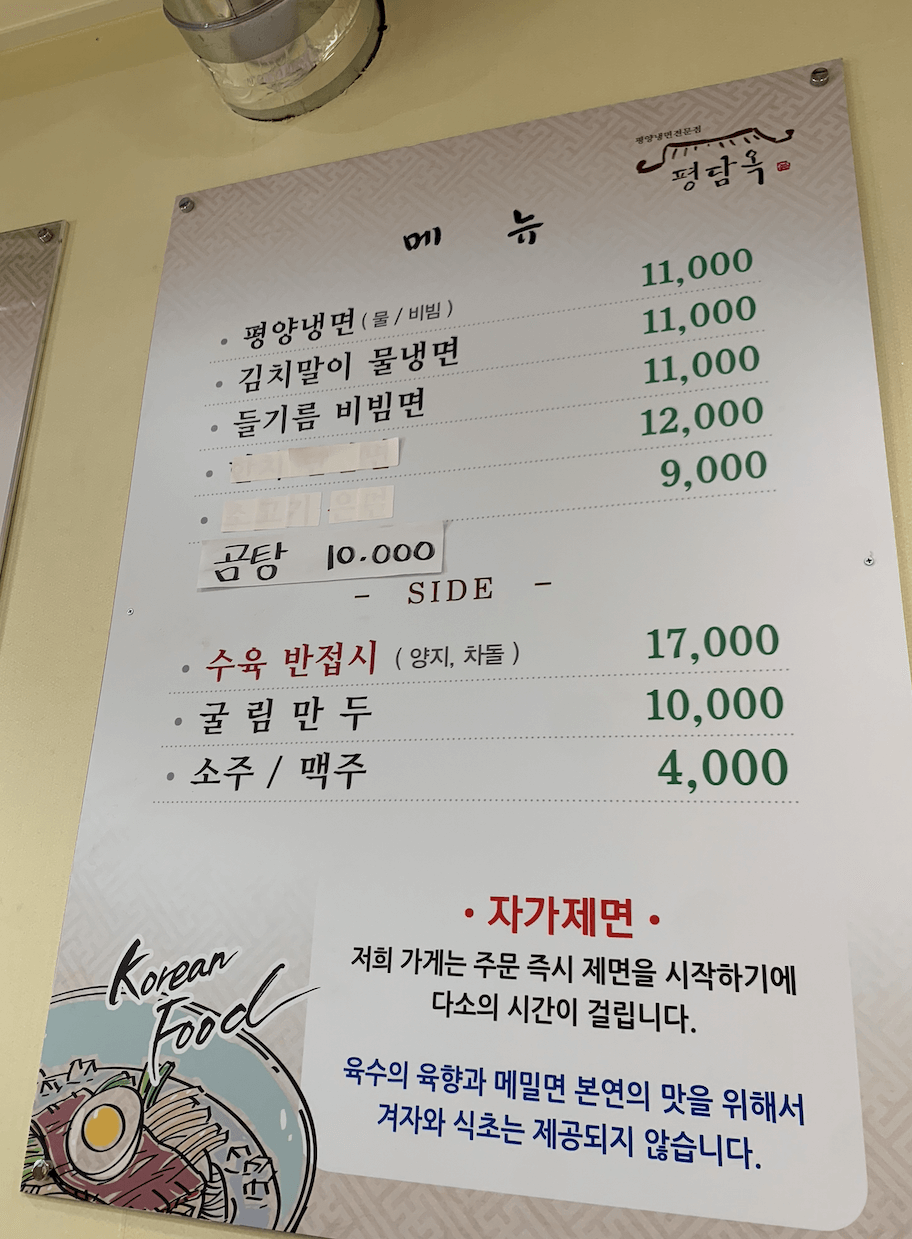 평양냉면전문점
평담옥
메 뉴
평양냉면 ( 물 / 비빔 ) 11,000
김치말이 물냉면 11,000
들기름 비빔면 11,000
12,000
9,000
곰탕 10.000
- SIDE -
수육 반접시 ( 양지, 차돌 ) 17,000
굴 림 만 두 10,000
소주 / 맥주 4,000
• 자가제면 •
저희 가게는 주문 즉시 제면을 시작하기에
다소의 시간이 걸립니다.
육수의 육향과 메밀면 본연의 맛을 위해서
겨자와 식초는 제공되지 않습니다.
Korean
Food